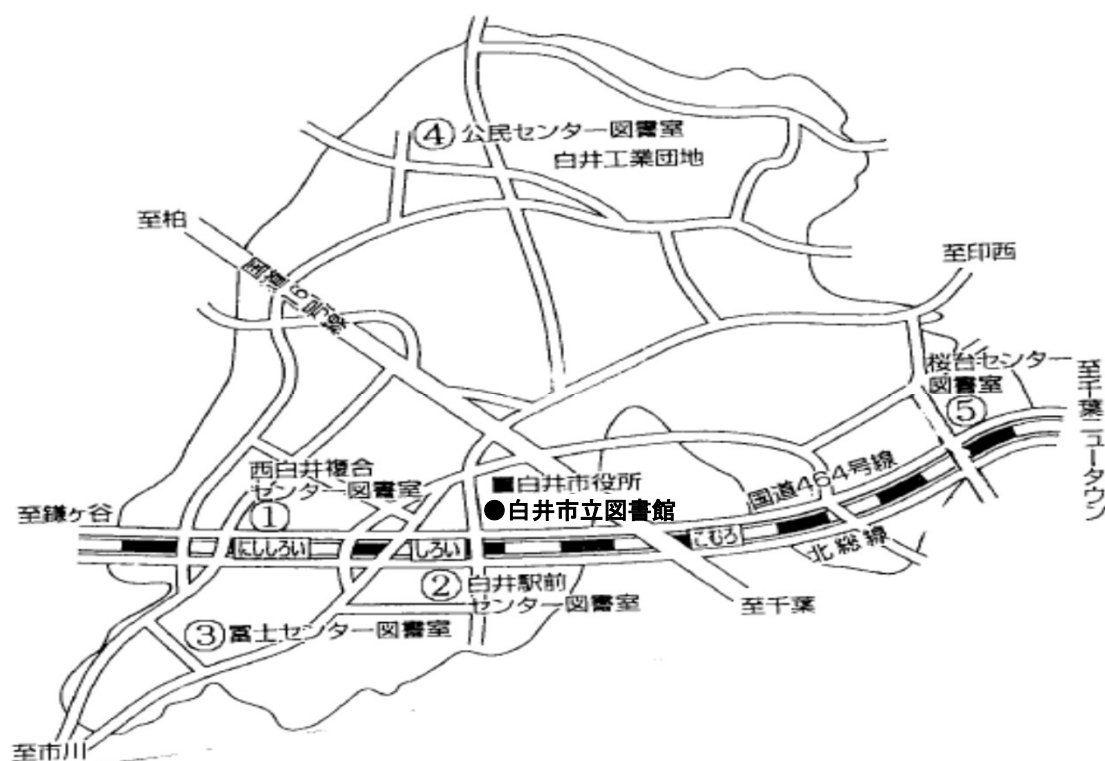 ④公民センター図書室
白井工業団地
至柏
国道16号線
至印西
桜台センター
図書室
⑤
至千葉ニュータウン
西白井複合
センター図書室
①
■白井市役所
●白井市立図書館
国道464号線
至鎌ヶ谷
にししろい
しろい
こむろ
北総線
②白井駅前
センター図書室
至千葉
③冨士センター図書室
至市川